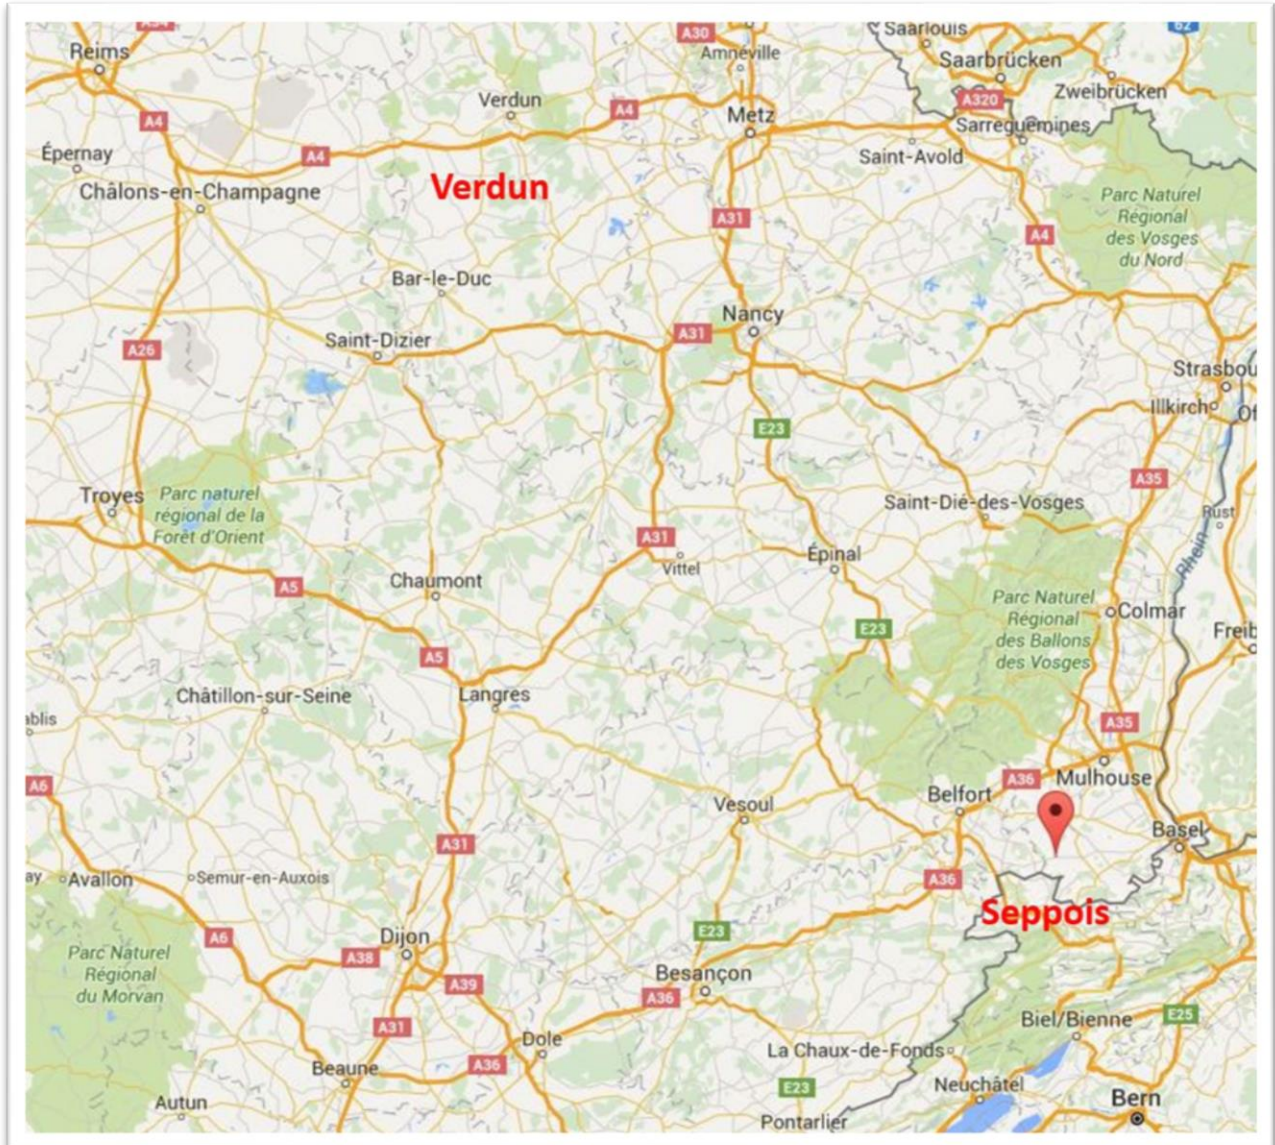 A30
62
Saarlouis
Reims
Amnéville
Saarbrücken
Zweibrücken
A320
Verdun
A4
Metz
A4
Sarreguemines
Épernay
A4
Saint-Avold
Châlons-en-Champagne
Verdun
Parc Naturel
Régional
des Vosges
du Nord
A31
A4
Bar-le-Duc
Nancy
Saint-Dizier
A31
A26
Strasbou
Illkirch
Of
E23
A35
Troyes
Parc naturel
régional de la
Forêt d'Orient
Saint-Dié-des-Vosges
Rust
A31
Vittel
Épinal
Rhein
Chaumont
A5
Parc Naturel
Régional
des Ballons
des Vosges
Colmar
E23
Freib
A5
Châtillon-sur-Seine
Langres
ablis
A35
A6
A36
Mulhouse
Belfort
Vesoul
Basel
A31
ay
Avallon
Semur-en-Auxois
A36
Seppois
A6
Dijon
E23
A38
Parc Naturel
Régional
du Morvan
A39
Besançon
A36
A31
Biel/Bienne
E25
Dole
La Chaux-de-Fonds
Beaune
A36
E23
Neuchâtel
Autun
Pontarlier
Bern